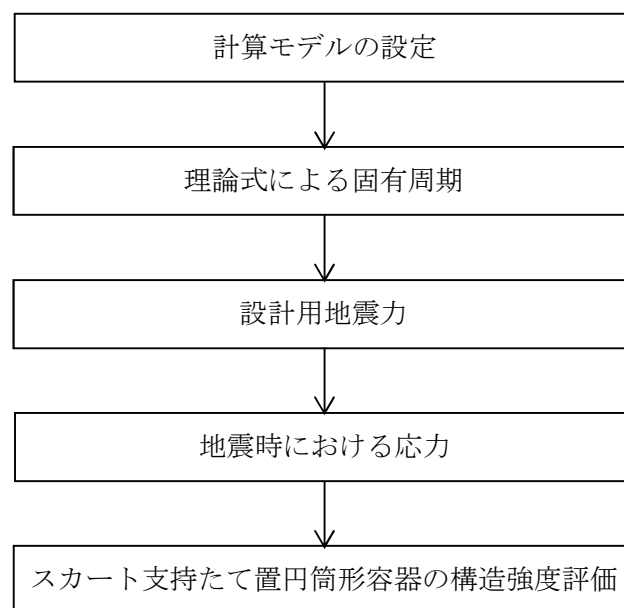 計算モデルの設定
理論式による固有周期
設計用地震力
地震時における応力
スカート支持たて置円筒形容器の構造強度評価